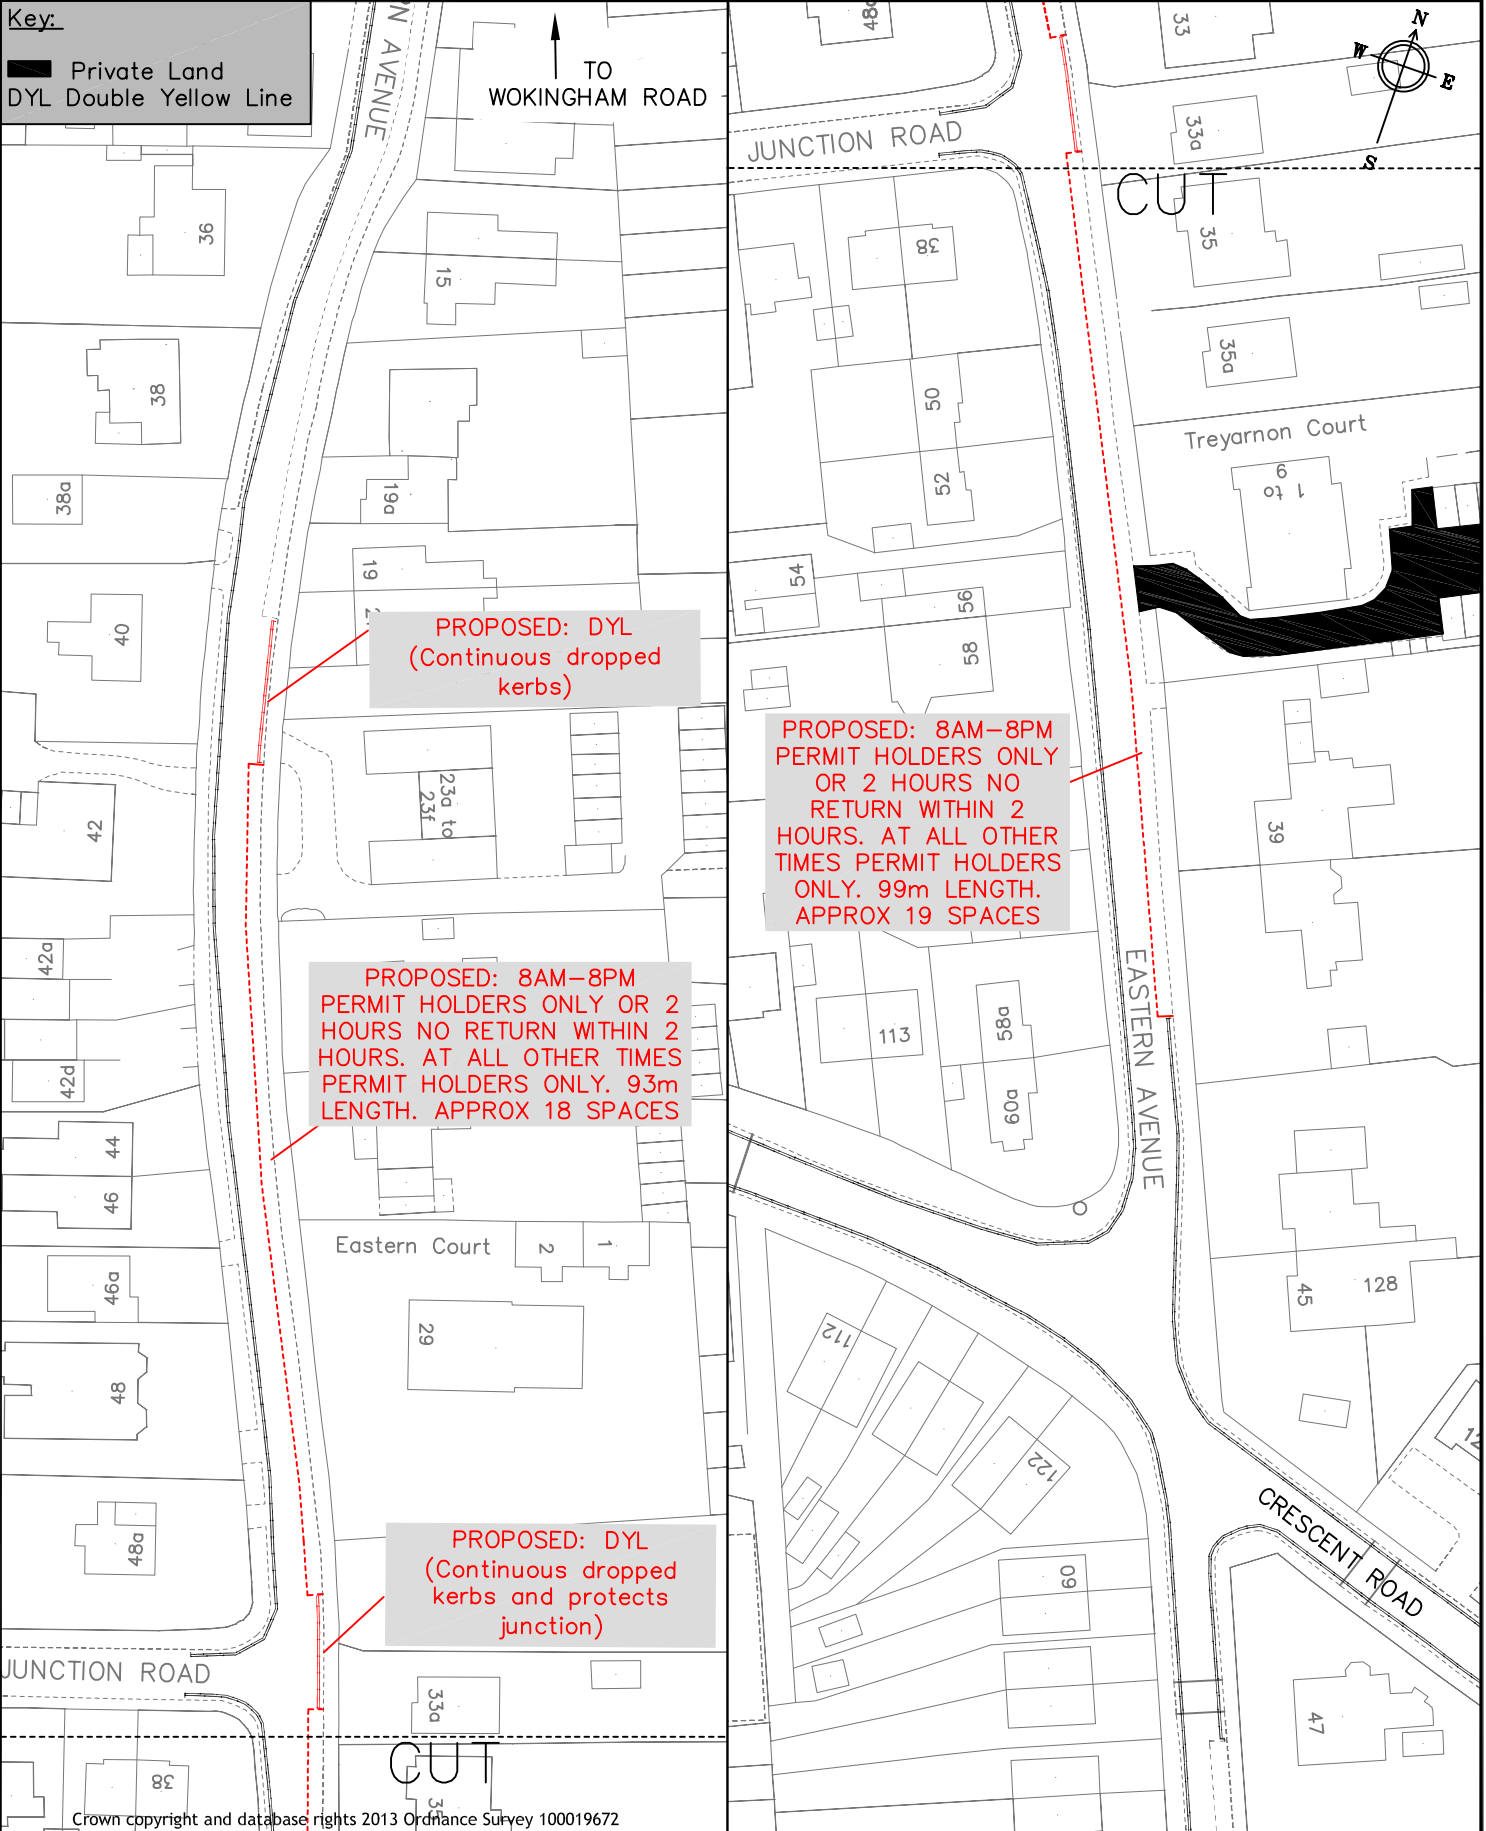 Key:
Private Land
DYL Double Yellow Line
N AVENUE
TO
WOKINGHAM ROAD
36
15
38
38a
19a
19
40
PROPOSED: DYL
(Continuous dropped
kerbs)
23a to
23f
42
42a
PROPOSED: 8AM-8PM
PERMIT HOLDERS ONLY OR 2
HOURS NO RETURN WITHIN 2
HOURS. AT ALL OTHER TIMES
PERMIT HOLDERS ONLY. 93m
LENGTH. APPROX 18 SPACES
42d
44
46
Eastern Court
2
1
46a
29
48
48a
PROPOSED: DYL
(Continuous dropped
kerbs and protects
junction)
JUNCTION ROAD
33a
CUT
38
35
Crown copyright and database rights 2013 Ordnance Survey 100019672
48a
33
N
W
E
S
JUNCTION ROAD
33a
CUT
38
35
35a
50
Treyarnon Court
52
1 to
9
54
56
58
PROPOSED: 8AM-8PM
PERMIT HOLDERS ONLY
OR 2 HOURS NO
RETURN WITHIN 2
HOURS. AT ALL OTHER
TIMES PERMIT HOLDERS
ONLY. 99m LENGTH.
APPROX 19 SPACES
39
EASTERN AVENUE
113
58a
60a
45
128
112
122
CRESCENT ROAD
60
47